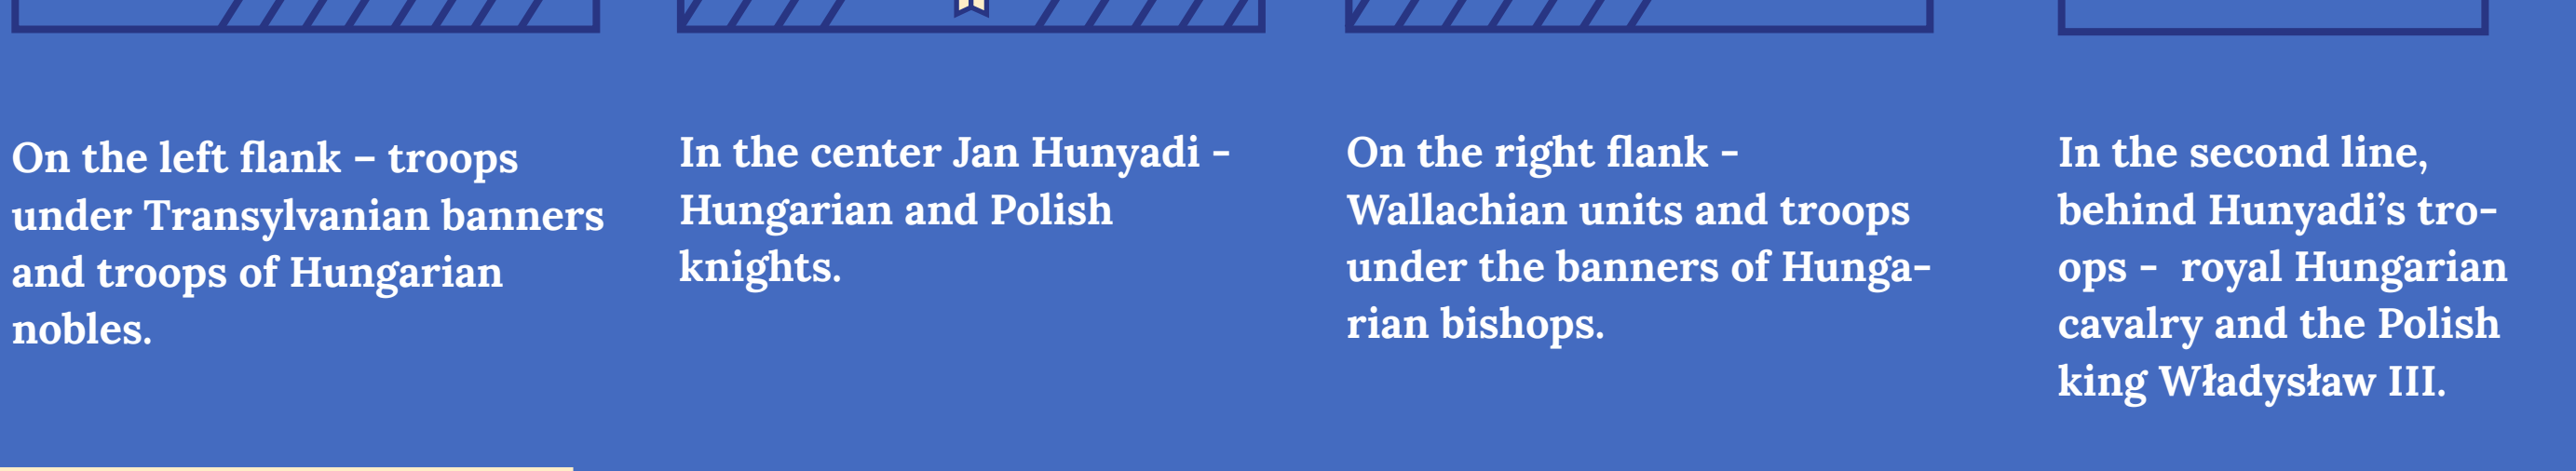 On the left flank – troops
under Transylvanian banners
and troops of Hungarian
nobles.
In the center Jan Hunyadi -
Hungarian and Polish
knights.
On the right flank -
Wallachian units and troops
under the banners of Hunga-
rian bishops.
In the second line,
behind Hunyadi’s tro-
ops -  royal Hungarian
cavalry and the Polish
king Władysław III.